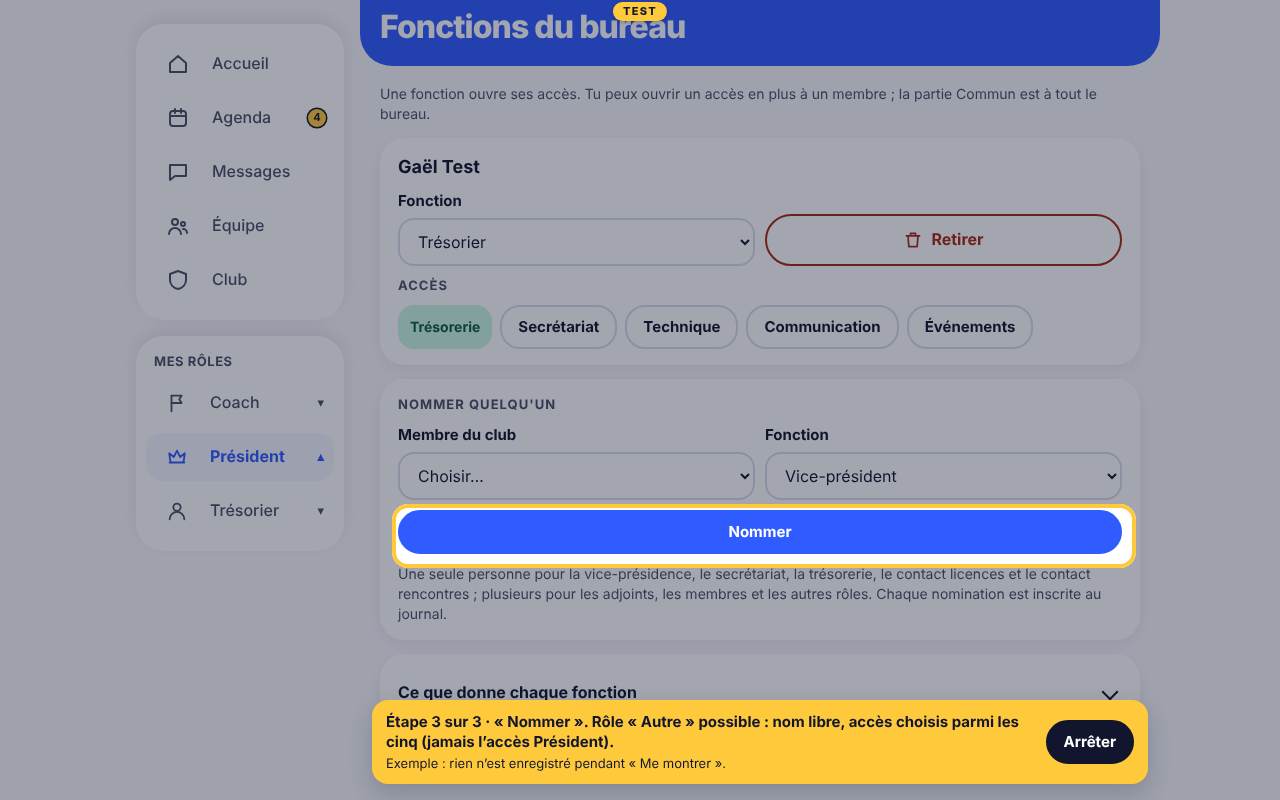 TEST
Fonctions du bureau
Accueil
Agenda
4
Messages
Équipe
Club
MES RÔLES
Coach
Président
Trésorier
Une fonction ouvre ses accès. Tu peux ouvrir un accès en plus à un membre ; la partie Commun est à tout le
bureau.
Gaël Test
Fonction
Trésorier
Retirer
ACCÈS
Trésorerie
Secrétariat
Technique
Communication
Événements
NOMMER QUELQU'UN
Membre du club
Fonction
Choisir...
Vice-président
Nommer
Une seule personne pour la vice-présidence, le secrétariat, la trésorerie, le contact licences et le contact
rencontres ; plusieurs pour les adjoints, les membres et les autres rôles. Chaque nomination est inscrite au
journal.
Ce que donne chaque fonction
Étape 3 sur 3 · « Nommer ». Rôle « Autre » possible : nom libre, accès choisis parmi les
cinq (jamais l’accès Président).
Exemple : rien n’est enregistré pendant « Me montrer ».
Arrêter